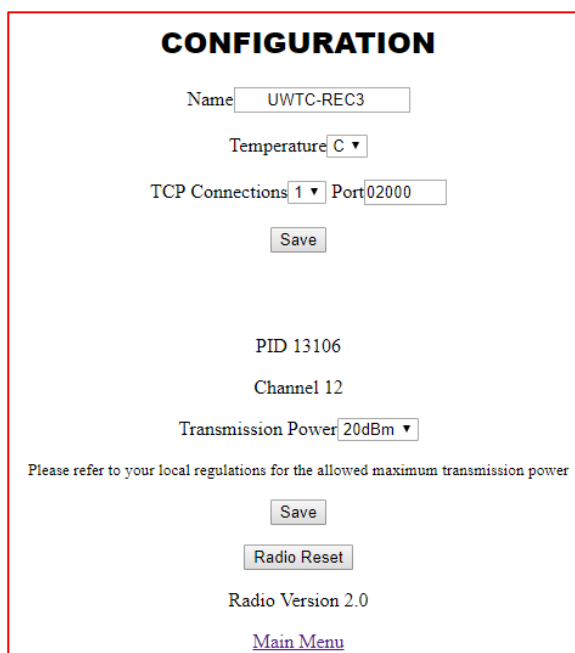 CONFIGURATION
Name UWTC-REC3
Temperature C ▼
TCP Connections 1 ▼ Port 02000
Save
PID 13106
Channel 12
Transmission Power 20dBm ▼
Please refer to your local regulations for the allowed maximum transmission power
Save
Radio Reset
Radio Version 2.0
Main Menu